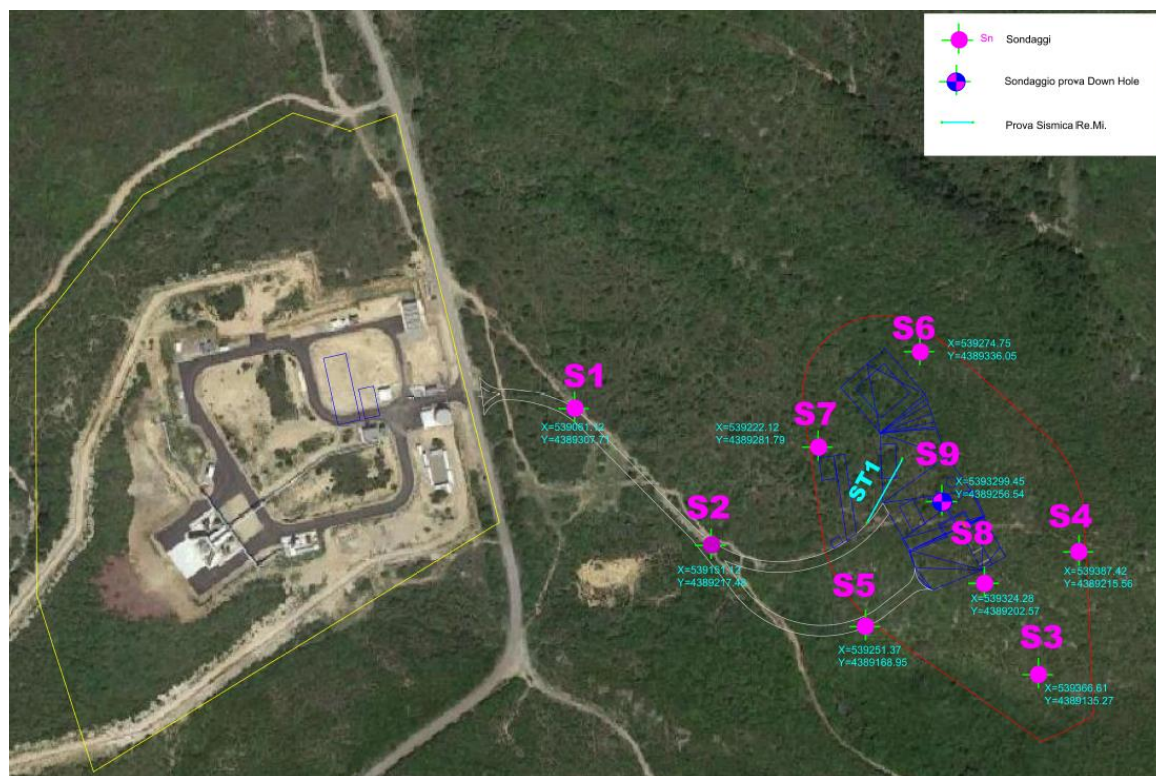 Sn Sondaggi
Sondaggio prova Down Hole
Prova Sismica Re.Mi.
S6
X=539274.75
Y=4389336.05
S1
X=539061.12
Y=4389307.71
S7
X=539222.12
Y=4389281.79
S9
X=5393299.45
Y=4389256.54
ST1
S2
X=539151.12
Y=4389217.48
S8
X=539324.28
Y=4389202.57
S4
X=539387.42
Y=4389215.56
S5
X=539251.37
Y=4389168.95
S3
X=539366.61
Y=4389135.27